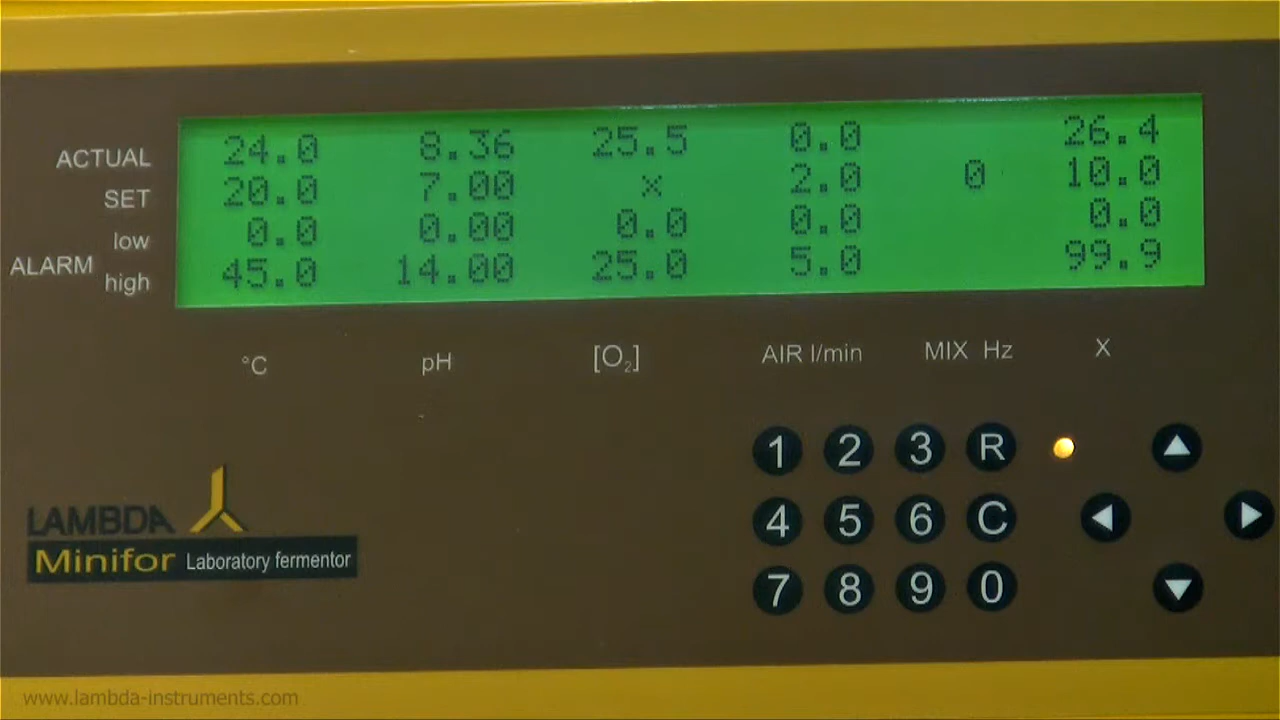 ACTUAL 24.0 8.36 25.5 0.0 26.4
SET 20.0 7.00 x 2.0 0 10.0
ALARM low 0.0 0.00 0.0 0.0 0.0
high 45.0 14.00 25.0 5.0 99.9
°C pH [O₂] AIR l/min MIX Hz X
1 2 3 R
4 5 6 C
7 8 9 0
LAMBDA
Minifor Laboratory fermentor
www.lambda-instruments.com